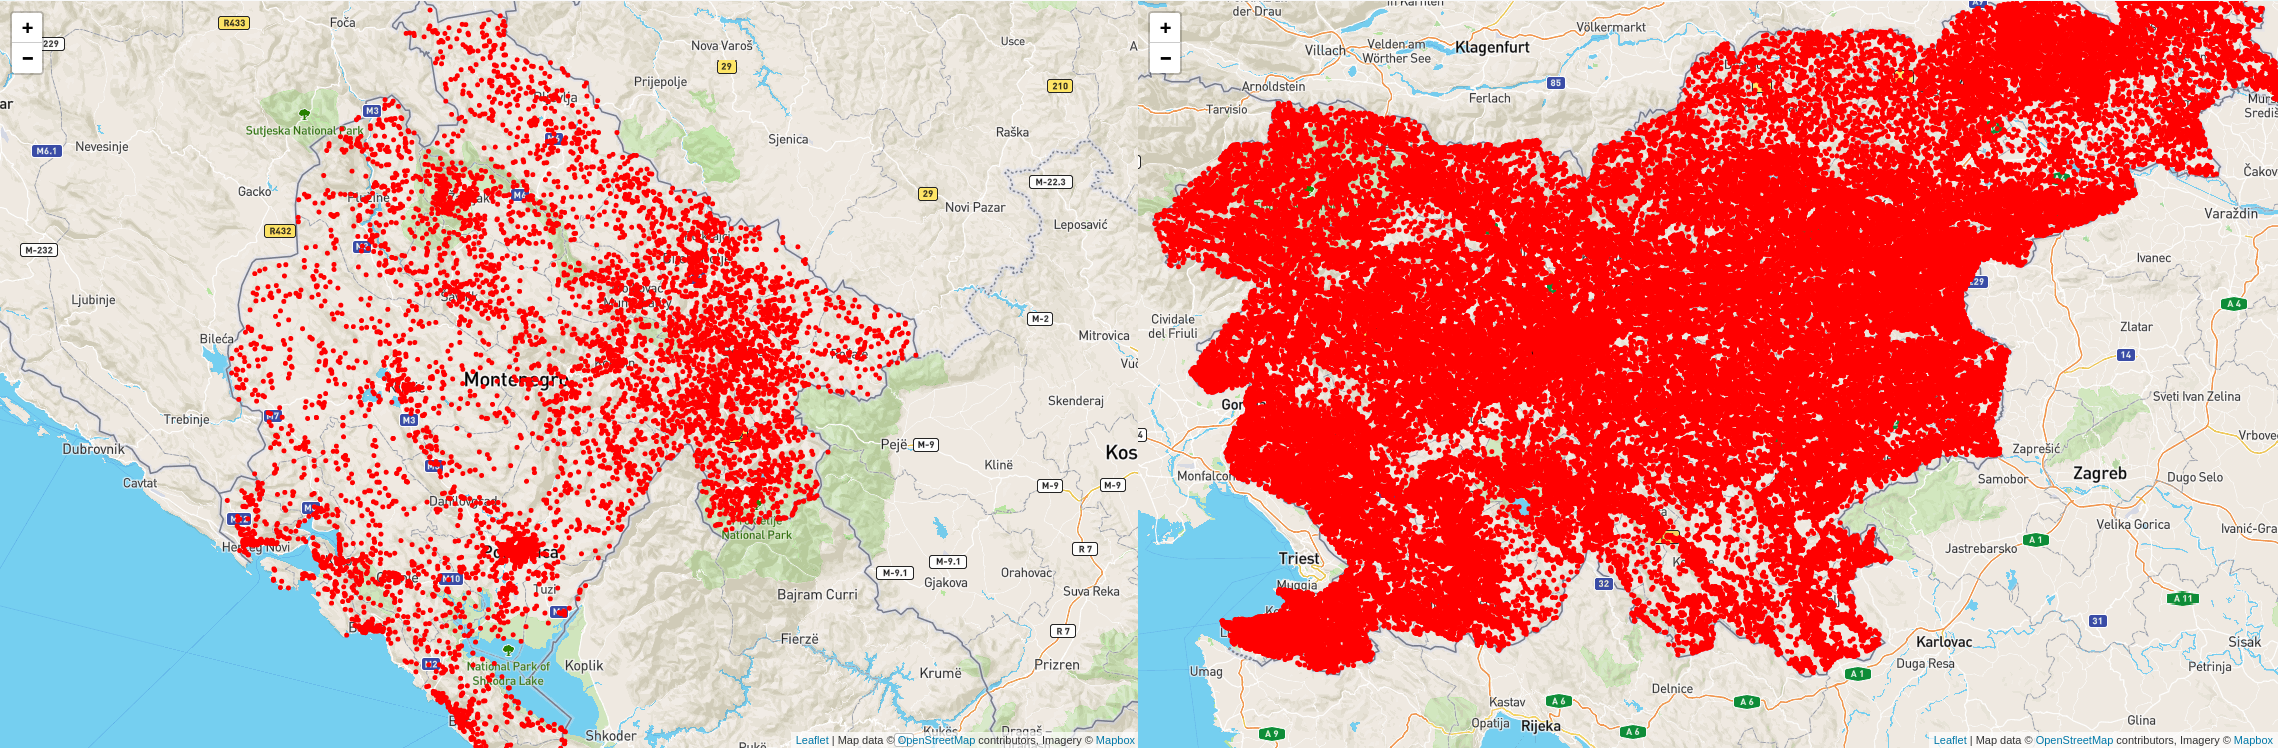 +
−
229
R433
Foča
Nova Varoš
29
Usce
Prijepolje
210
M3
Sutjeska National Park
Sjenica
Raška
M6.1
Nevesinje
M-22.3
Gacko
M6
29
Novi Pazar
Leposavić
R432
M-232
Ljubinje
M-2
Mitrovica
Bileća
Montenegro
Skenderaj
Trebinje
M7
M3
Dubrovnik
Pejë
M-9
Kos
Cavtat
Klinë
M-9
M-9
Danilovgrad
Herceg Novi
National Park
R 7
M-9.1
M-9.1
Gjakova
Orahovac
M10
Tuzi
Bajram Curri
Suva Reka
R 7
Fierzë
National Park of
Shkodra Lake
Koplik
Krumë
Prizren
Shkoder
Leaflet | Map data © OpenStreetMap contributors, Imagery © Mapbox
+
−
der Drau
Völkermarkt
Villach
Velden am
Wörther See
Klagenfurt
Arnoldstein
85
Ferlach
Tarvisio
Čakov
Varaždin
Ivanec
29
A 4
Cividale
del Friuli
Zlatar
14
Sveti Ivan Zelina
4
Zaprešić
Vrbove
Monfalcon
Zagreb
Samobor
Dugo Selo
Velika Gorica
Ivanić-Gra
Triest
Muggia
A 1
Jastrebarsko
32
A 11
31
Karlovac
Sisak
Umag
Duga Resa
Petrinja
A 1
Delnice
Kastav
A 6
A 6
Opatija
Rijeka
A 6
A 9
Glina
Leaflet | Map data © OpenStreetMap contributors, Imagery © Mapbox